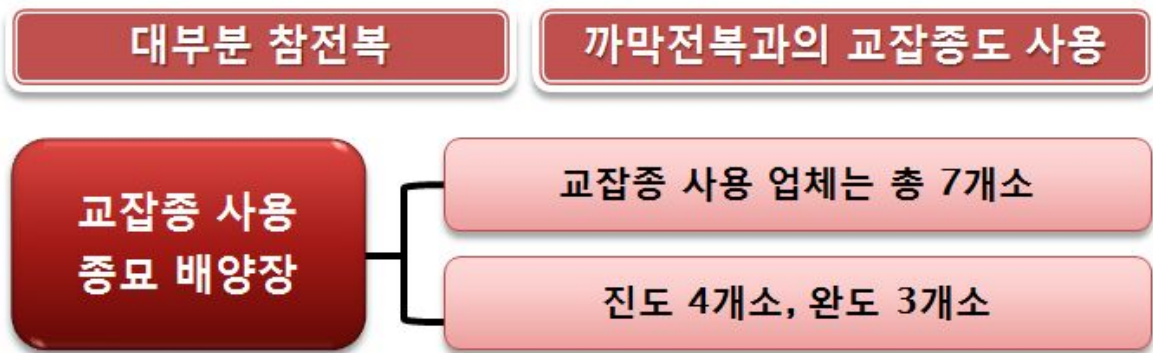 대부분 참전복
까막전복과의 교잡종도 사용
교잡종 사용
종묘 배양장
교잡종 사용 업체는 총 7개소
진도 4개소, 완도 3개소